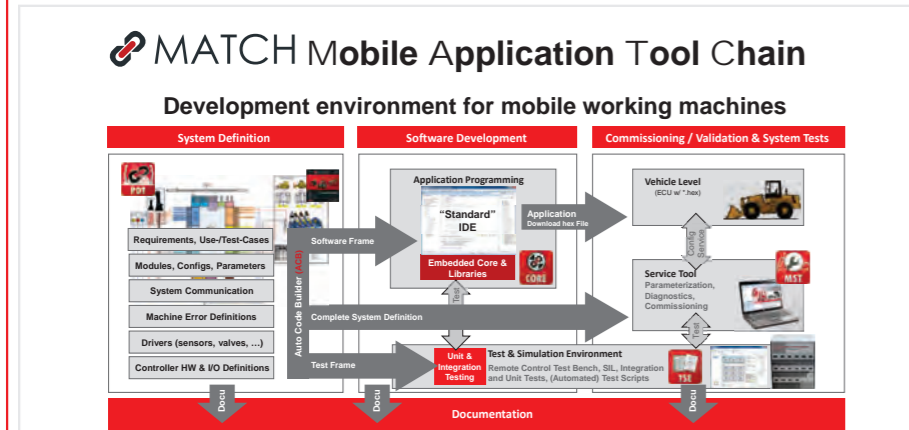 MATCH Mobile Application Tool Chain
Development environment for mobile working machines
System Definition
Software Development
Commissioning / Validation & System Tests
PDT
Requirements, Use-/Test-Cases
Modules, Configs, Parameters
System Communication
Machine Error Definitions
Drivers (sensors, valves, ...)
Controller HW & I/O Definitions
Auto Code Builder (ACB)
Software Frame
Complete System Definition
Test Frame
Application Programming
"Standard"
IDE
Embedded Core &
Libraries
CORE
Test
Application
Download hex File
Unit &
Integration
Testing
Test & Simulation Environment
Remote Control Test Bench, SIL, Integration
and Unit Tests, (Automated) Test Scripts
TSE
Vehicle Level
(ECU w/ *.hex)
Config
Service
Service Tool
Parameterization,
Diagnostics,
Commissioning
MST
Test
Docu
Docu
Docu
Documentation